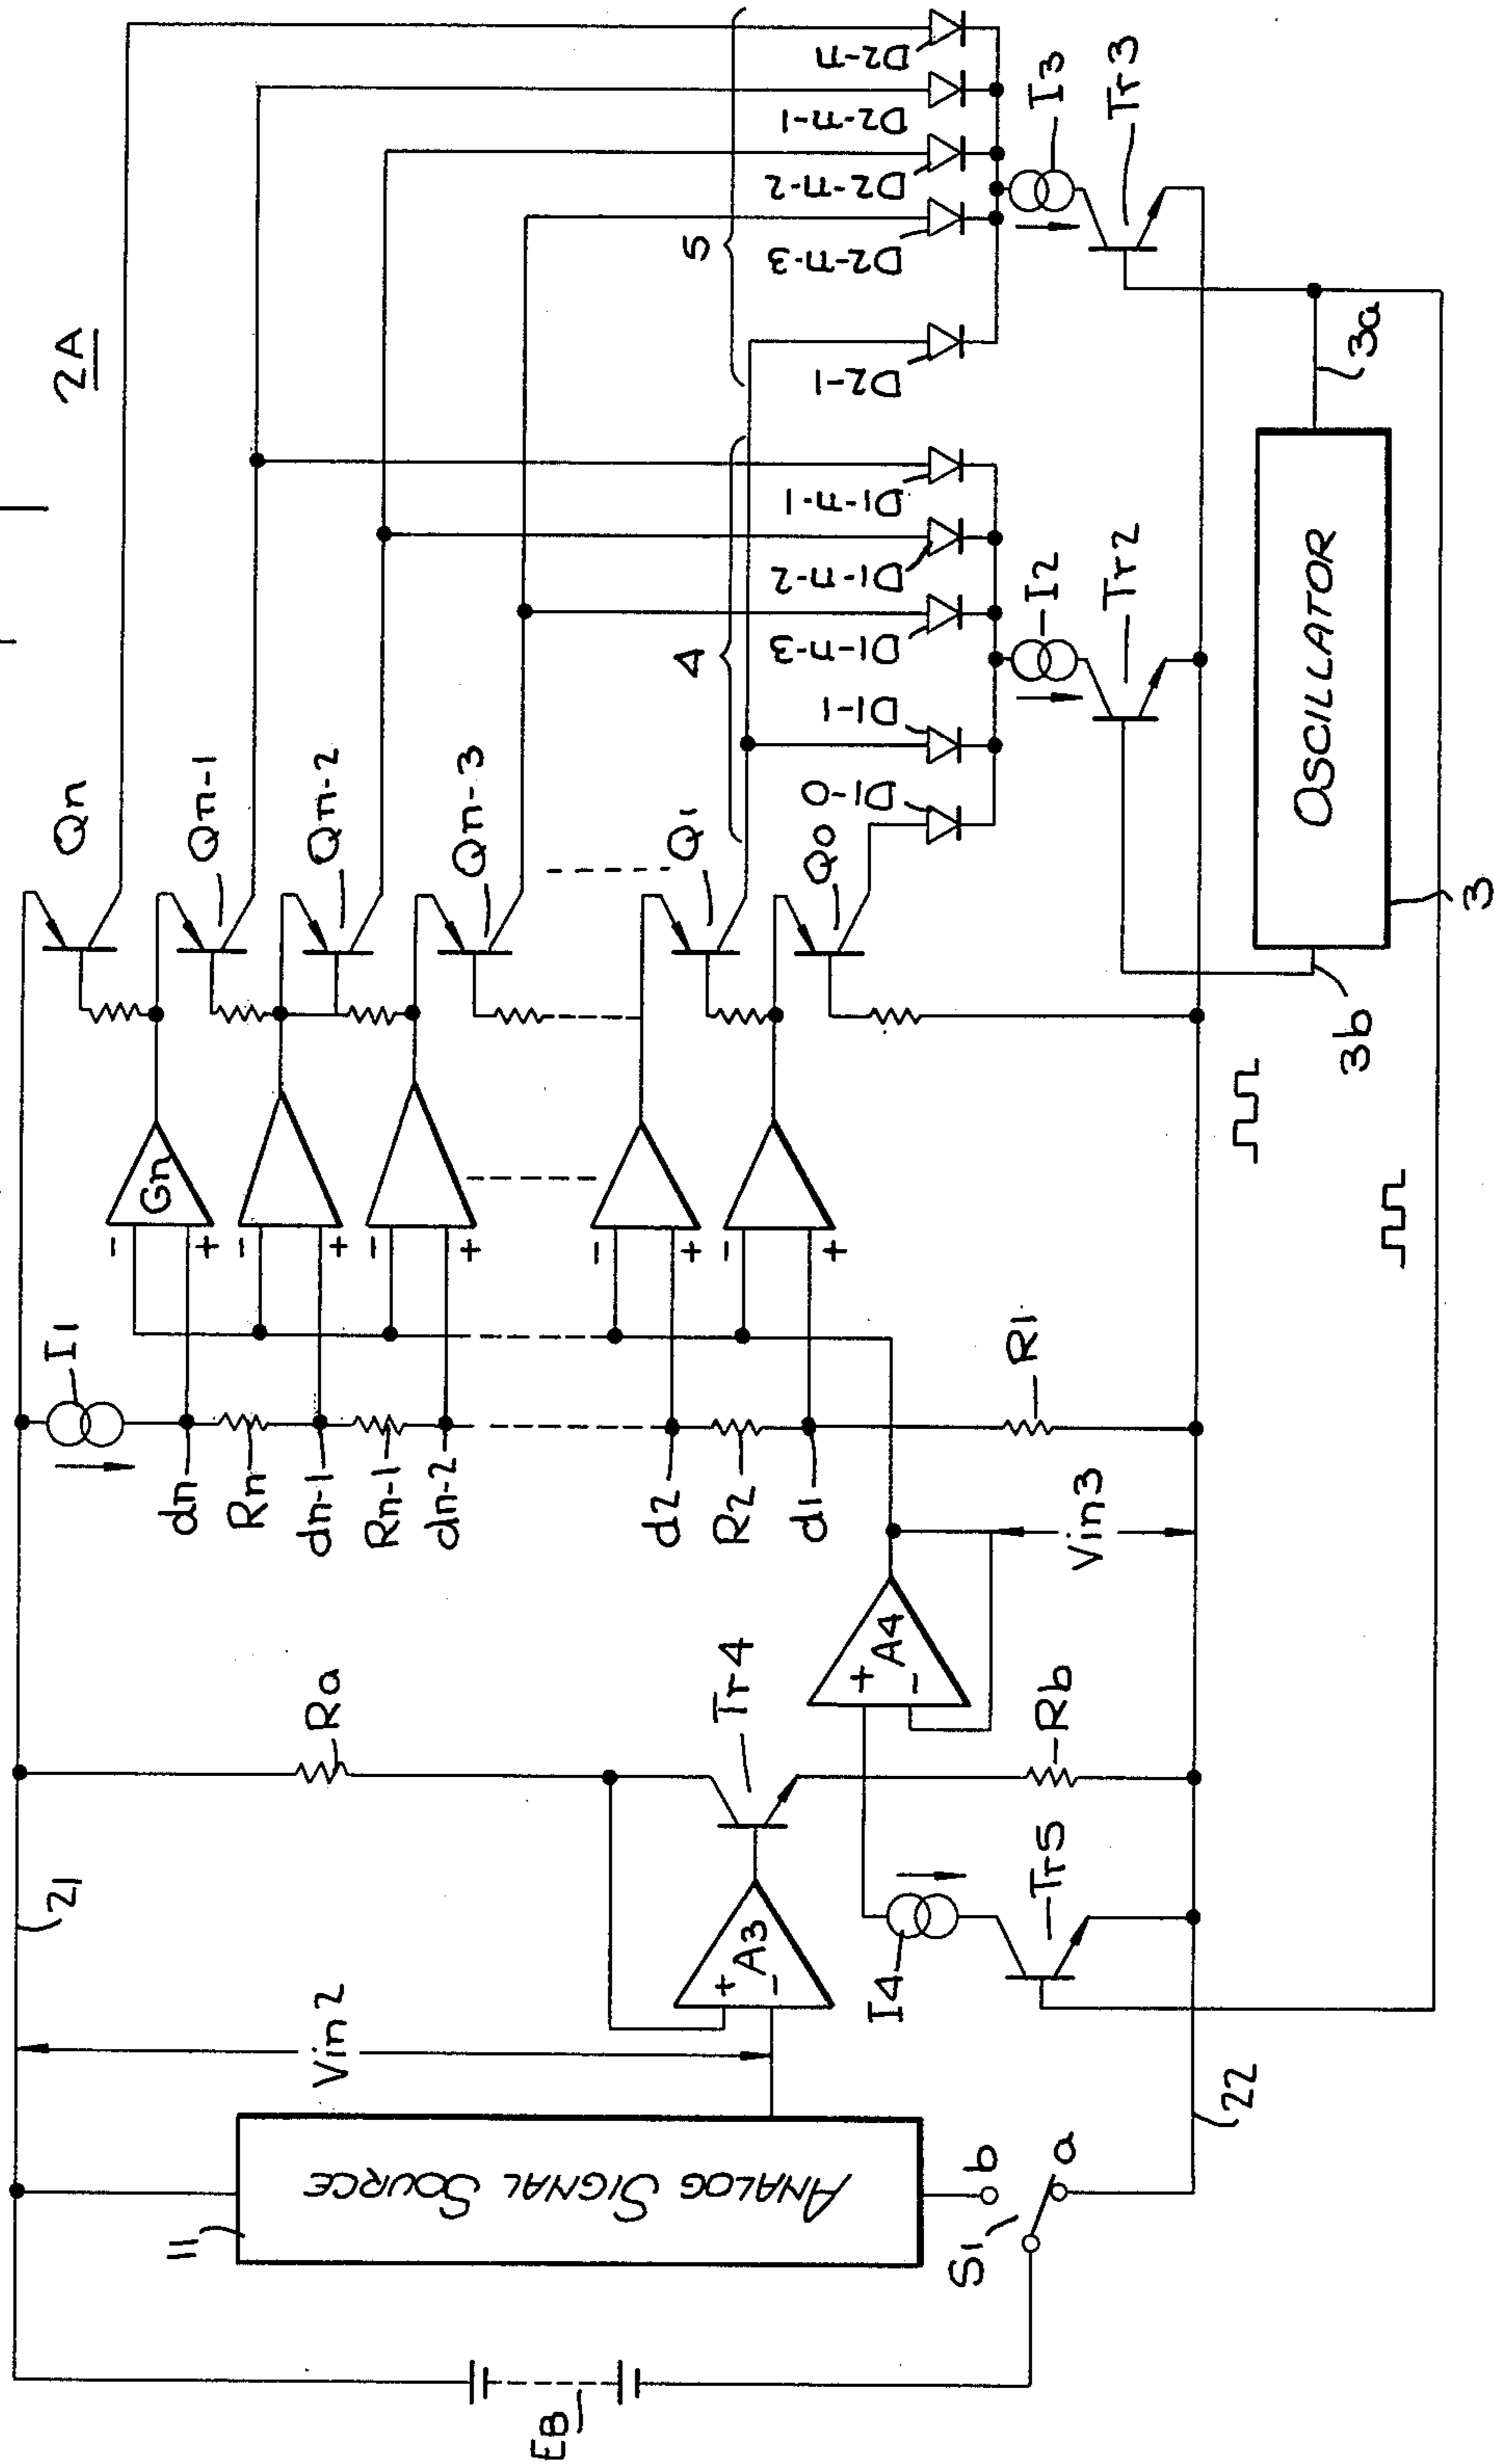 2A
Qn
Qn-1
Qn-2
Qn-3
Q1
Q0
D2-n
D2-n-1
D2-n-2
D2-n-3
D2-1
5
D1-n-1
D1-n-2
D1-n-3
D1-1
D1-0
4
I3
Tr3
I2
Tr2
OSCILLATOR
3a
3b
3
Gn
-
+
-
+
-
+
-
+
-
+
I1
dn
Rn
dn-1
Rn-1
dn-2
d2
R2
d1
R1
Vin3
A4
+
-
Ra
Tr4
Rb
A3
+
-
I4
Tr5
21
22
Vin2
ANALOG SIGNAL SOURCE
11
S1
b
a
EB